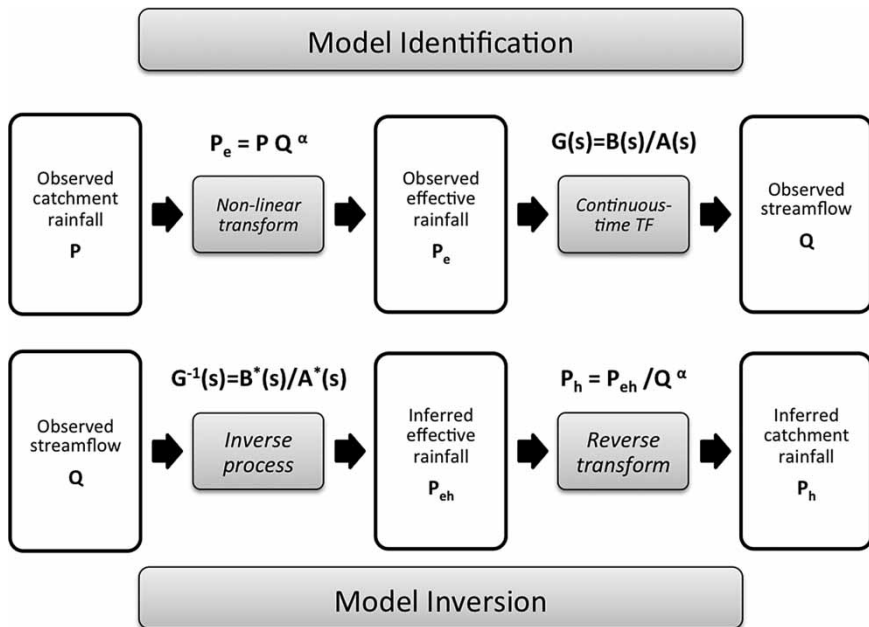 Model Identification
P_e = P Q^α
G(s)=B(s)/A(s)
Observed
catchment
rainfall
P
Non-linear
transform
Observed
effective
rainfall
P_e
Continuous-
time TF
Observed
streamflow
Q
G^-1(s)=B^*(s)/A^*(s)
P_h = P_eh /Q^α
Observed
streamflow
Q
Inverse
process
Inferred
effective
rainfall
P_eh
Reverse
transform
Inferred
catchment
rainfall
P_h
Model Inversion